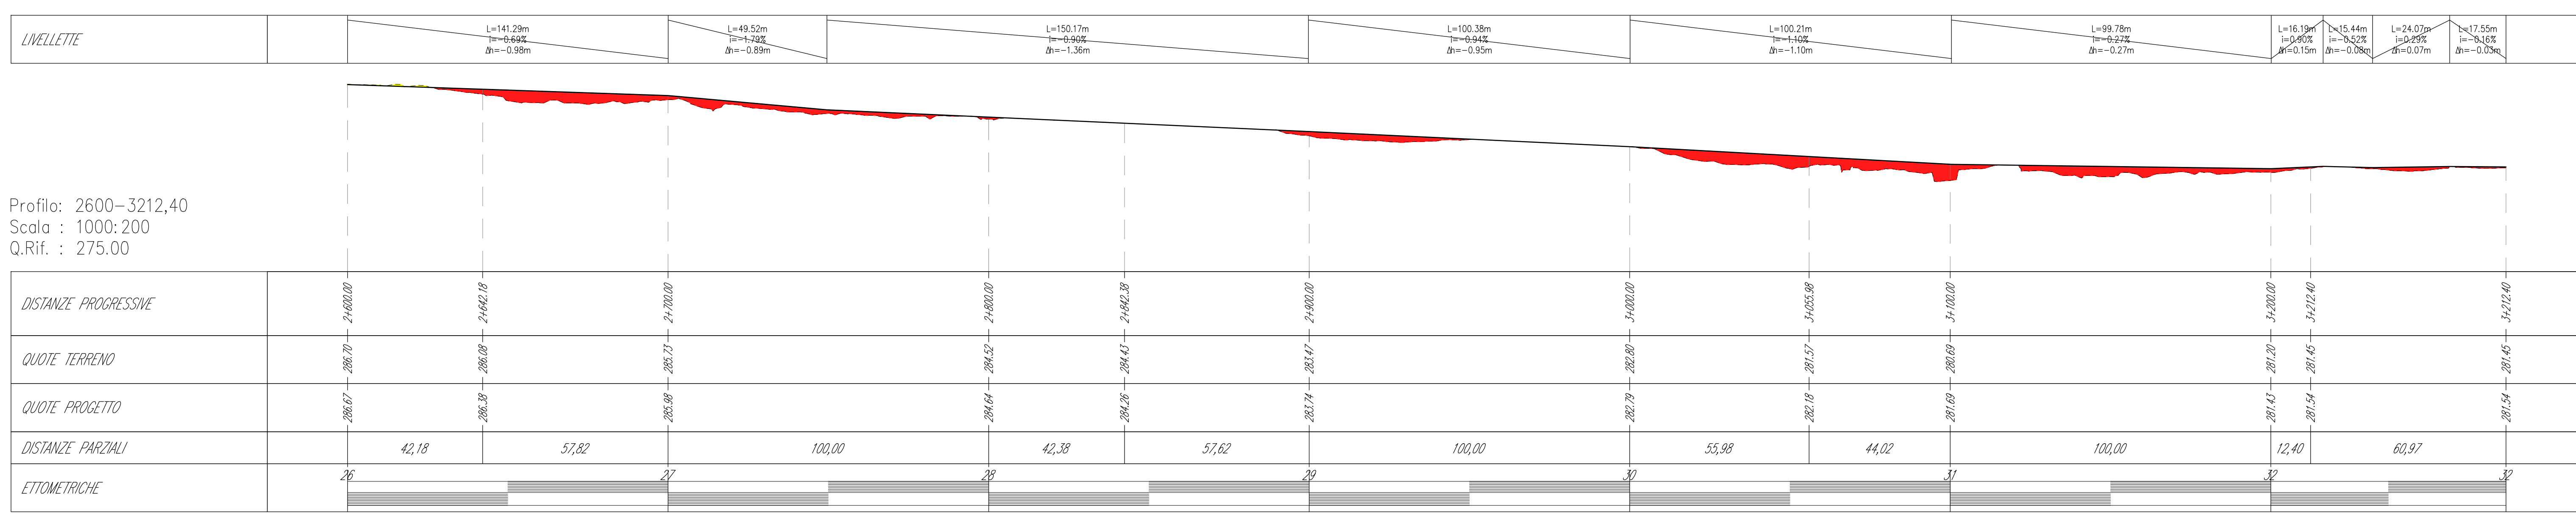 LIVELLETTE
L=141.29m
i=-0.69%
Δh=-0.98m
L=49.52m
i=-1.79%
Δh=-0.89m
L=150.17m
i=-0.90%
Δh=-1.36m
L=100.38m
i=-0.94%
Δh=-0.95m
L=100.21m
i=-1.10%
Δh=-1.10m
L=99.78m
i=-0.27%
Δh=-0.27m
L=16.19m
i=0.90%
Δh=0.15m
L=15.44m
i=-0.52%
Δh=-0.08m
L=24.07m
i=0.29%
Δh=0.07m
L=17.55m
i=-0.16%
Δh=-0.03m
Profilo: 2600-3212,40
Scala : 1000:200
Q.Rif. : 275.00
DISTANZE PROGRESSIVE
2+600.00
2+642.18
2+700.00
2+800.00
2+842.38
2+900.00
3+000.00
3+055.98
3+100.00
3+200.00
3+212.40
3+212.40
QUOTE TERRENO
286.70
286.08
285.73
284.52
284.43
283.47
282.80
281.57
280.69
281.20
281.45
281.45
QUOTE PROGETTO
286.67
286.38
285.98
284.64
284.26
283.74
282.79
282.18
281.69
281.43
281.54
281.54
DISTANZE PARZIALI
42,18
57,82
100,00
42,38
57,62
100,00
55,98
44,02
100,00
12,40
60,97
ETTOMETRICHE
26
27
28
29
30
31
32
32